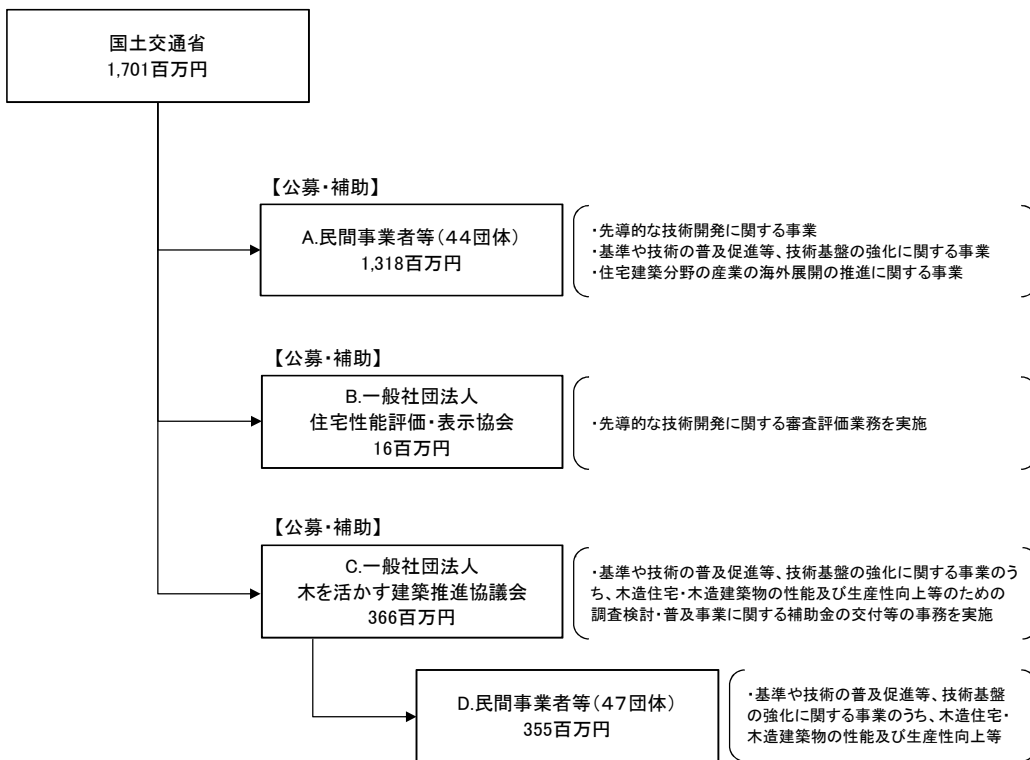 国土交通省
1,701百万円
【公募・補助】
A.民間事業者等（４４団体）
1,318百万円
・先導的な技術開発に関する事業
・基準や技術の普及促進等、技術基盤の強化に関する事業
・住宅建築分野の産業の海外展開の推進に関する事業
【公募・補助】
B.一般社団法人
住宅性能評価・表示協会
16百万円
・先導的な技術開発に関する審査評価業務を実施
【公募・補助】
C.一般社団法人
木を活かす建築推進協議会
366百万円
・基準や技術の普及促進等、技術基盤の強化に関する事業のう
ち、木造住宅・木造建築物の性能及び生産性向上等のための
調査検討・普及事業に関する補助金の交付等の事務を実施
D.民間事業者等（４７団体）
355百万円
・基準や技術の普及促進等、技術基盤
の強化に関する事業のうち、木造住宅・
木造建築物の性能及び生産性向上等